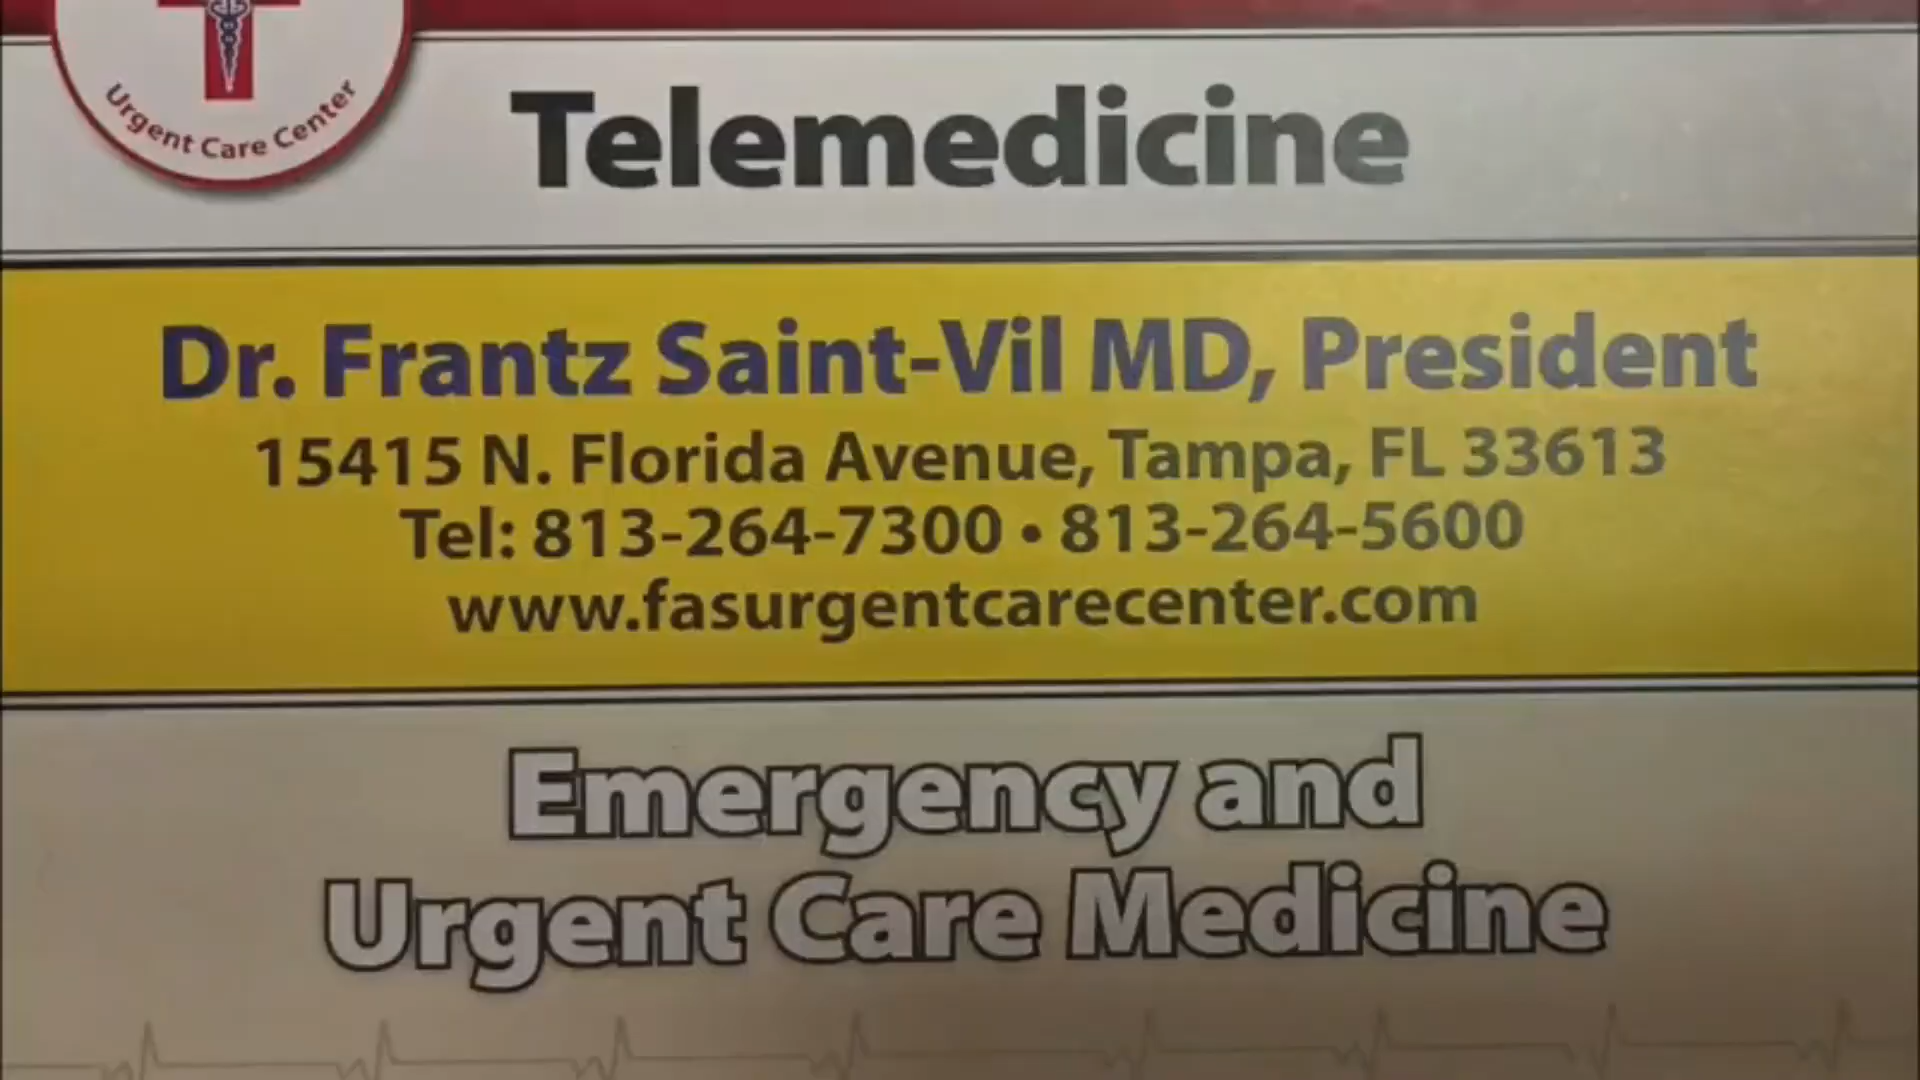 Urgent Care Center
Telemedicine
Dr. Frantz Saint-Vil MD, President
15415 N. Florida Avenue, Tampa, FL 33613
Tel: 813-264-7300 • 813-264-5600
www.fasurgentcarecenter.com
Emergency and
Urgent Care Medicine